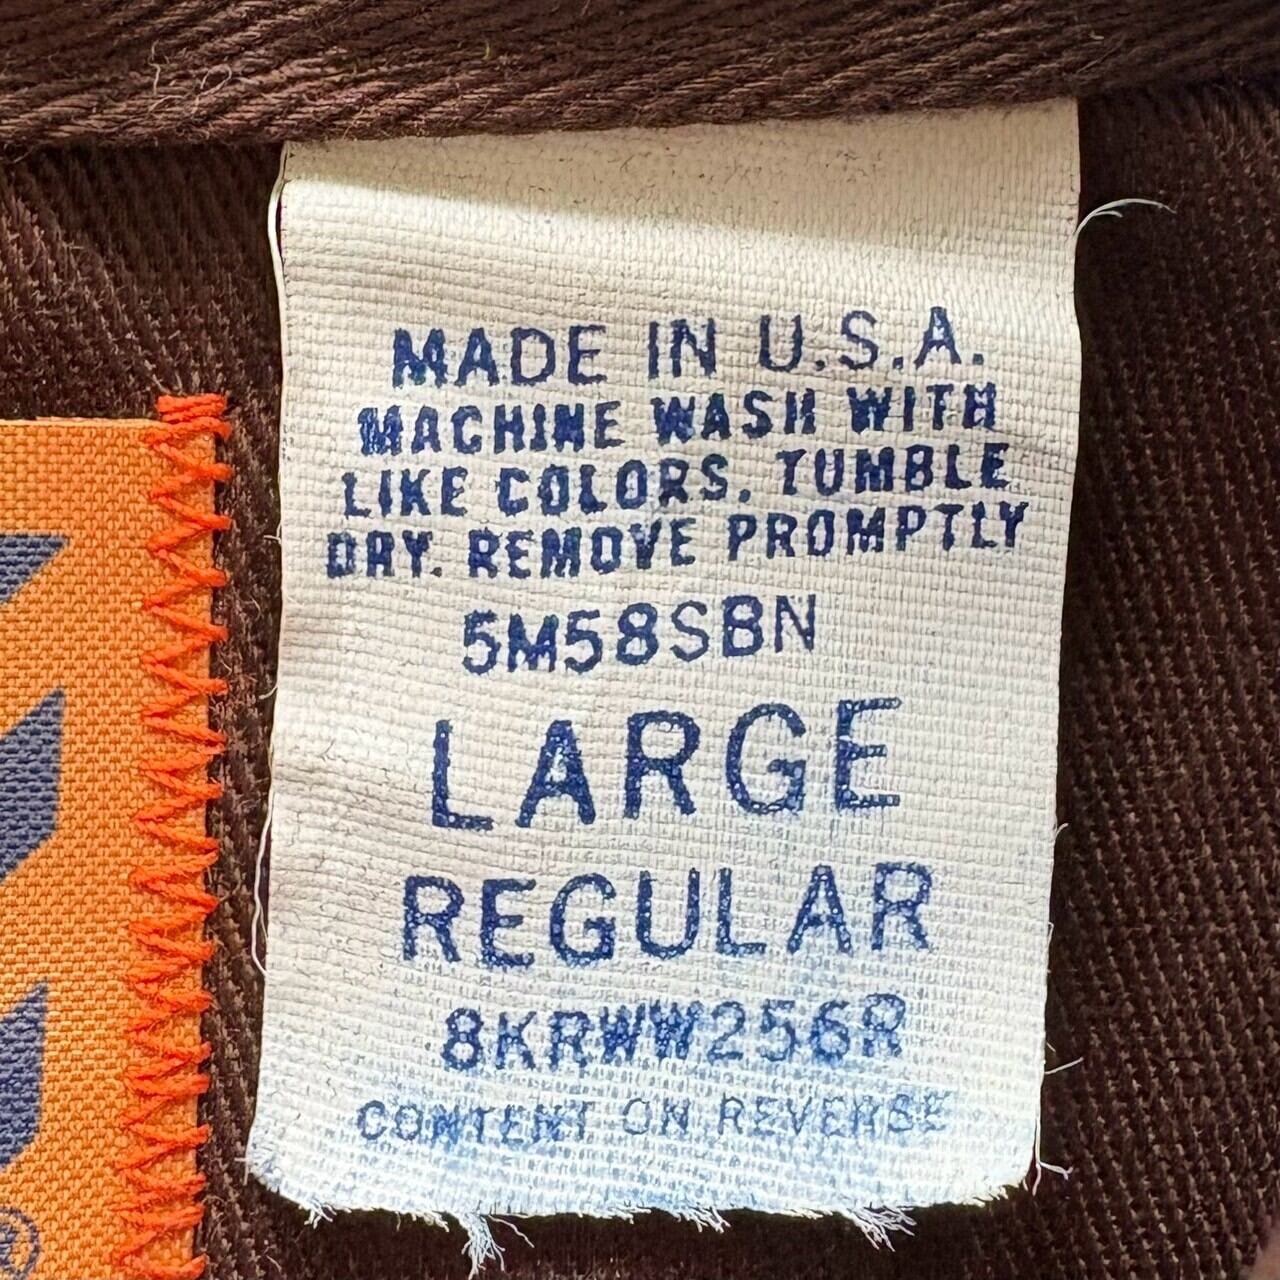 MADE IN U.S.A.
MACHINE WASH WITH
LIKE COLORS. TUMBLE
DRY. REMOVE PROMPTLY
5M58SBN
LARGE
REGULAR
8KRWW256R
CONTENT ON REVERSE
®